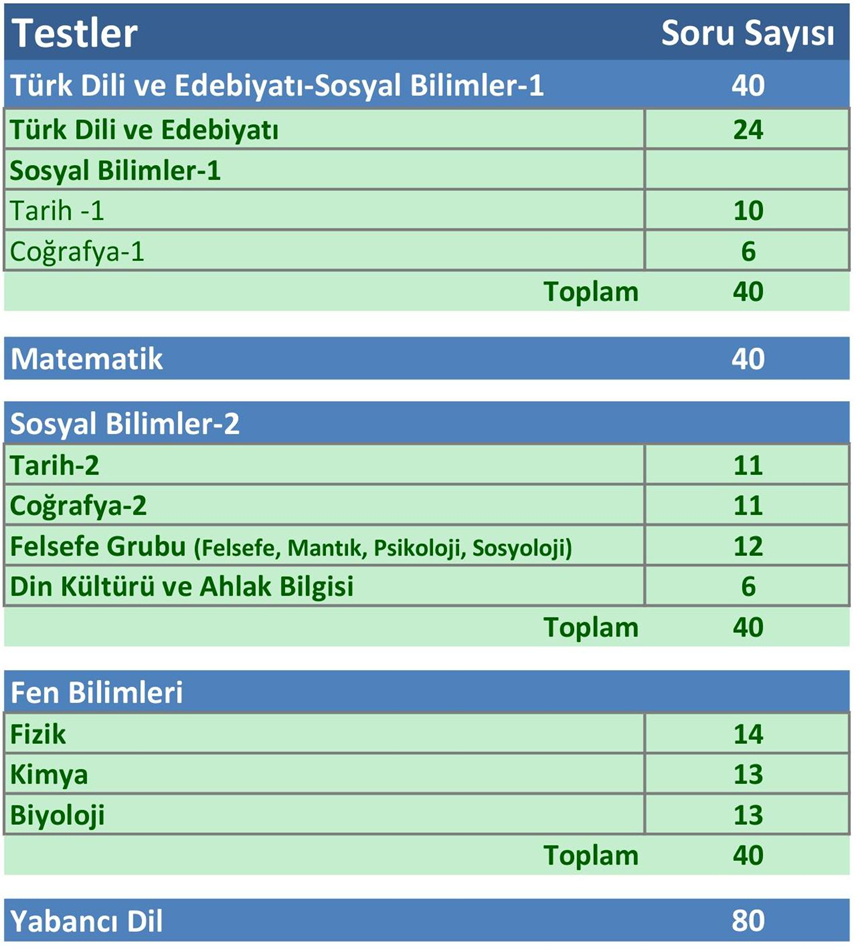 Testler Soru Sayısı
Türk Dili ve Edebiyatı-Sosyal Bilimler-1 40
Türk Dili ve Edebiyatı 24
Sosyal Bilimler-1
Tarih -1 10
Coğrafya-1 6
Toplam 40
Matematik 40
Sosyal Bilimler-2
Tarih-2 11
Coğrafya-2 11
Felsefe Grubu (Felsefe, Mantık, Psikoloji, Sosyoloji) 12
Din Kültürü ve Ahlak Bilgisi 6
Toplam 40
Fen Bilimleri
Fizik 14
Kimya 13
Biyoloji 13
Toplam 40
Yabancı Dil 80